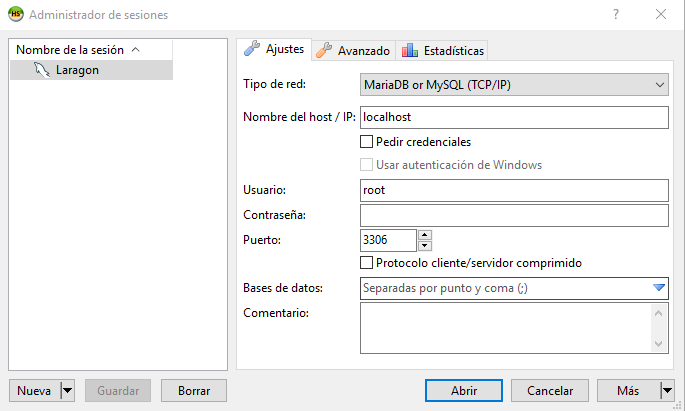 HS
Administrador de sesiones
Nombre de la sesión
Laragon
Ajustes
Avanzado
Estadísticas
Tipo de red:
MariaDB or MySQL (TCP/IP)
Nombre del host / IP:
localhost
Pedir credenciales
Usar autenticación de Windows
Usuario:
root
Contraseña:
Puerto:
3306
Protocolo cliente/servidor comprimido
Bases de datos:
Separadas por punto y coma (;)
Comentario:
Nueva
Guardar
Borrar
Abrir
Cancelar
Más